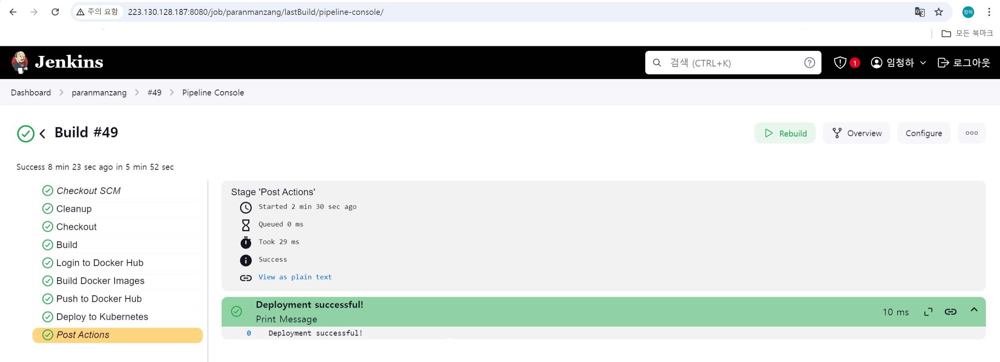 주의 요함 223.130.128.187:8080/job/paranmanzang/lastBuild/pipeline-console/
청하
모든 북마크
Jenkins
검색 (CTRL+K)
1
임청하
로그아웃
Dashboard paranmanzang #49 Pipeline Console
Build #49
Rebuild
Overview
Configure
Success 8 min 23 sec ago in 5 min 52 sec
Checkout SCM
Cleanup
Checkout
Build
Login to Docker Hub
Build Docker Images
Push to Docker Hub
Deploy to Kubernetes
Post Actions
Stage 'Post Actions'
Started 2 min 30 sec ago
Queued 0 ms
Took 29 ms
Success
View as plain text
Deployment successful!
Print Message
10 ms
0 Deployment successful!